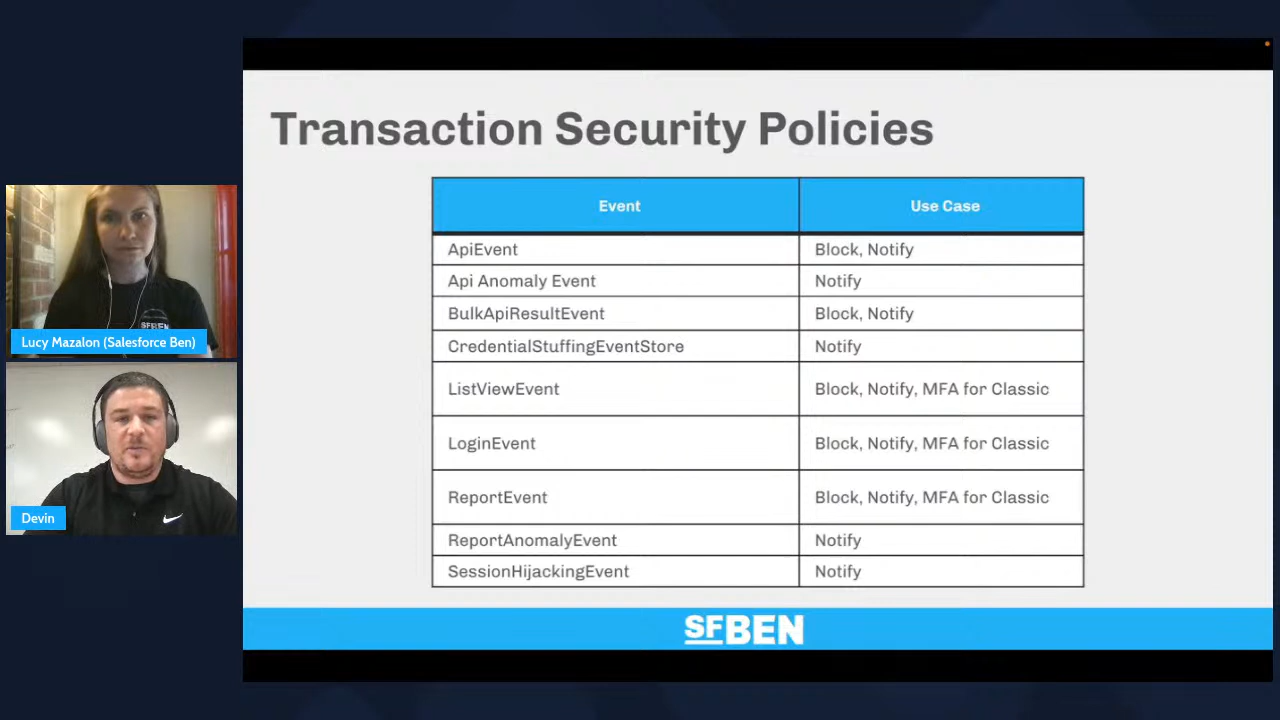 Transaction Security Policies
Event Use Case
ApiEvent Block, Notify
Api Anomaly Event Notify
BulkApiResultEvent Block, Notify
CredentialStuffingEventStore Notify
ListViewEvent Block, Notify, MFA for Classic
LoginEvent Block, Notify, MFA for Classic
ReportEvent Block, Notify, MFA for Classic
ReportAnomalyEvent Notify
SessionHijackingEvent Notify
SFBEN
SFBEN
Lucy Mazalon (Salesforce Ben)
Devin